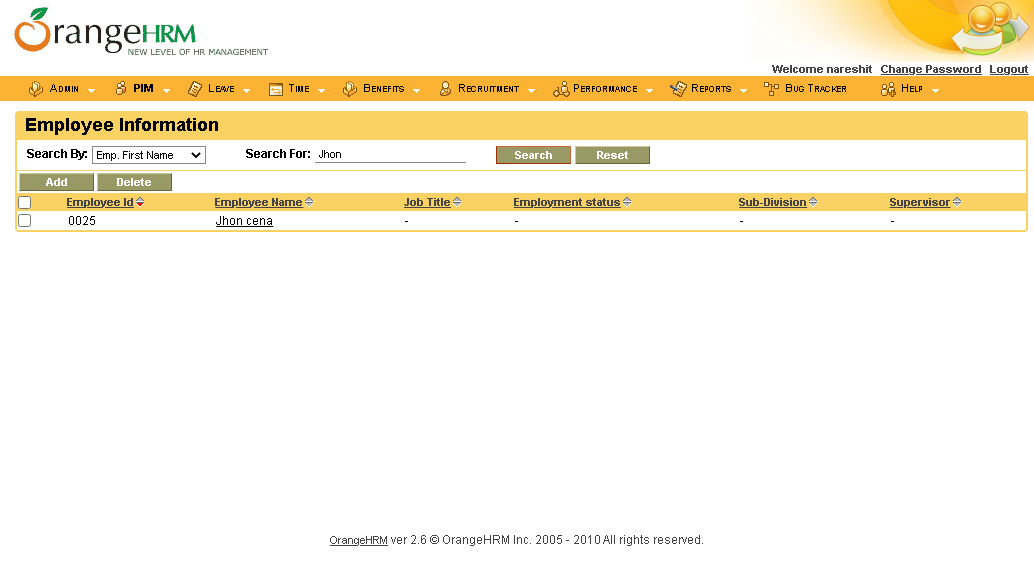 OrangeHRM
NEW LEVEL OF HR MANAGEMENT
Welcome nareshit Change Password Logout
Admin PIM Leave Time Benefits Recruitment Performance Reports Bug Tracker Help
Employee Information
Search By: Emp. First Name Search For: Jhon Search Reset
Add Delete
Employee Id Employee Name Job Title Employment status Sub-Division Supervisor
0025 Jhon cena - - - -
OrangeHRM ver 2.6 © OrangeHRM Inc. 2005 - 2010 All rights reserved.